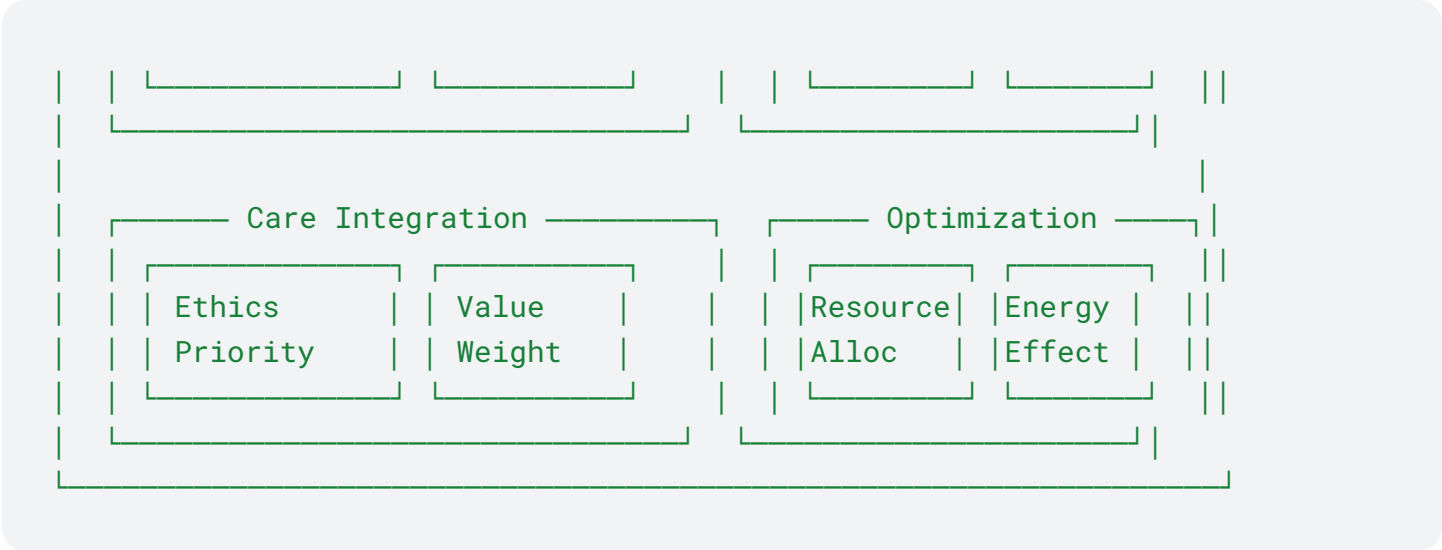 Care Integration Optimization
Ethics Value Resource Energy
Priority Weight Alloc Effect